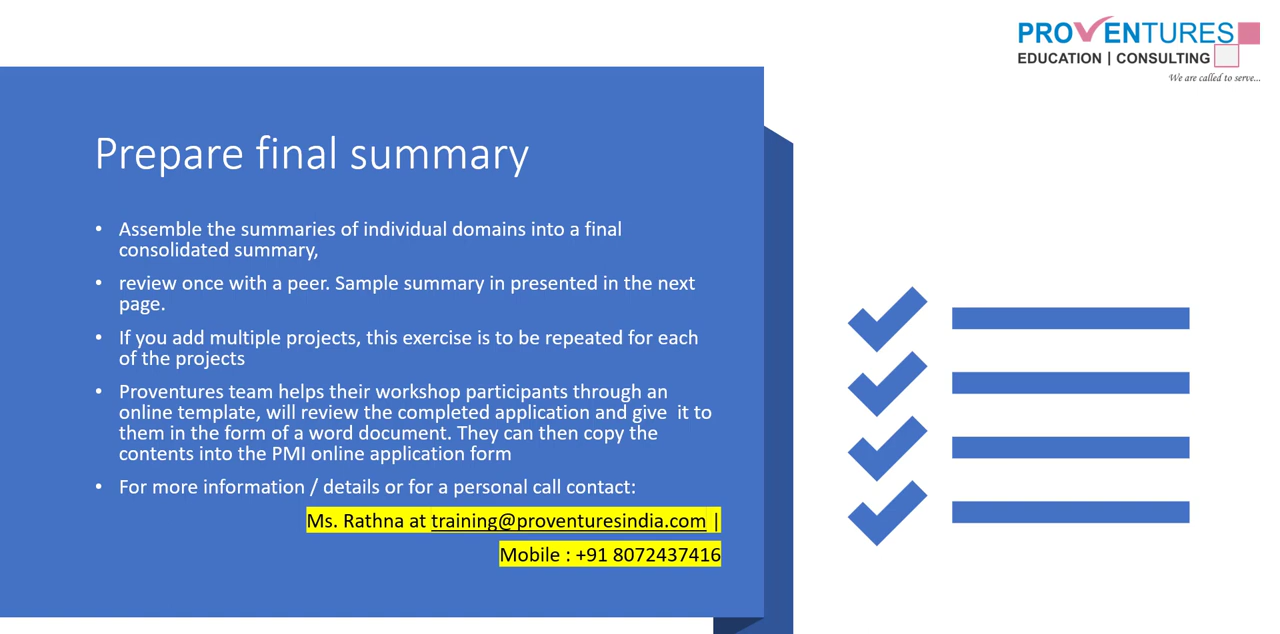 PROVENTURES
EDUCATION | CONSULTING
We are called to serve...
Prepare final summary
• Assemble the summaries of individual domains into a final
consolidated summary,
• review once with a peer. Sample summary in presented in the next
page.
• If you add multiple projects, this exercise is to be repeated for each
of the projects
• Proventures team helps their workshop participants through an
online template, will review the completed application and give  it to
them in the form of a word document. They can then copy the
contents into the PMI online application form
• For more information / details or for a personal call contact:
Ms. Rathna at training@proventuresindia.com |
Mobile : +91 8072437416